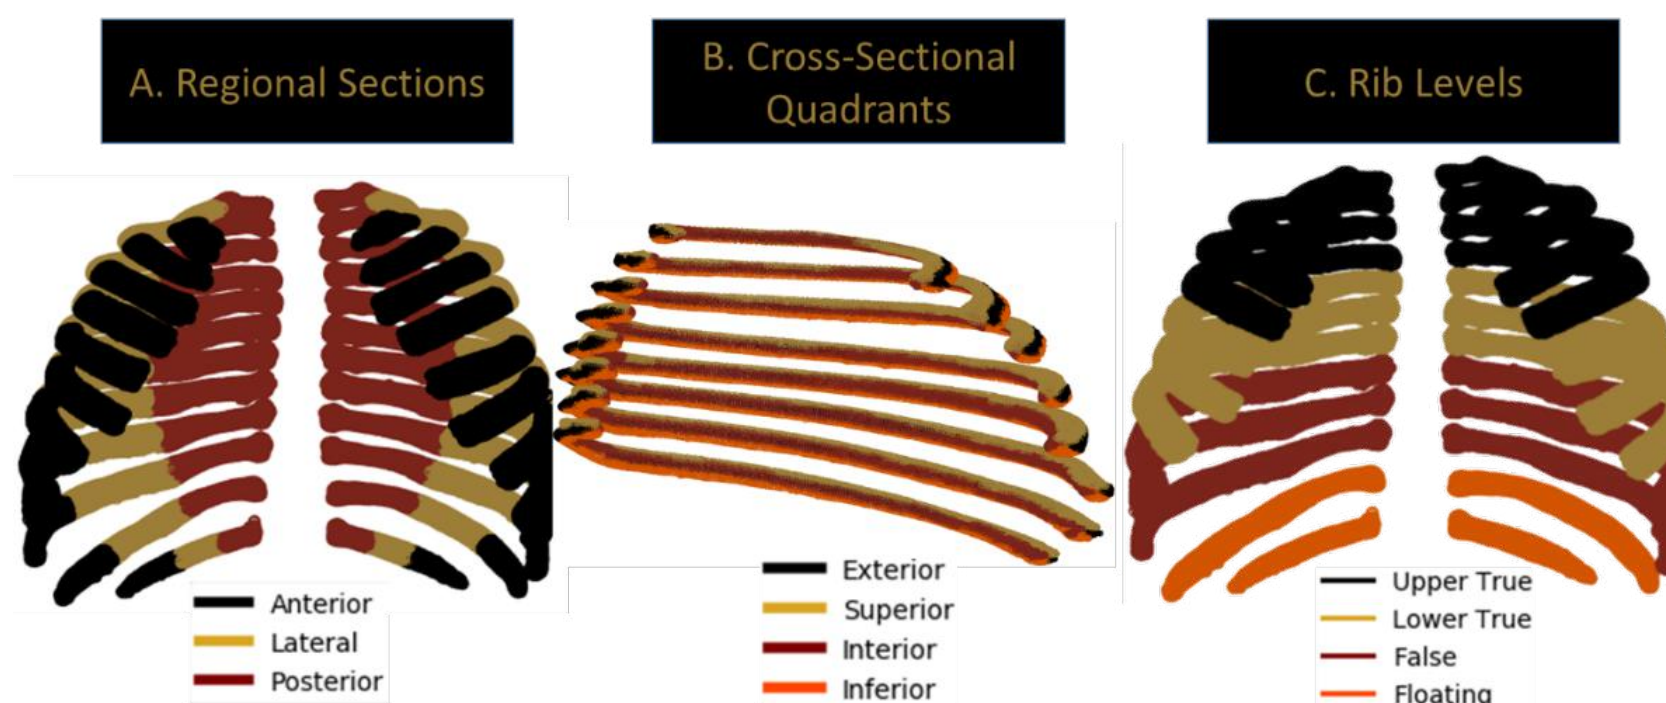 A. Regional Sections
B. Cross-Sectional
Quadrants
C. Rib Levels
Anterior
Lateral
Posterior
Exterior
Superior
Interior
Inferior
Upper True
Lower True
False
Floating